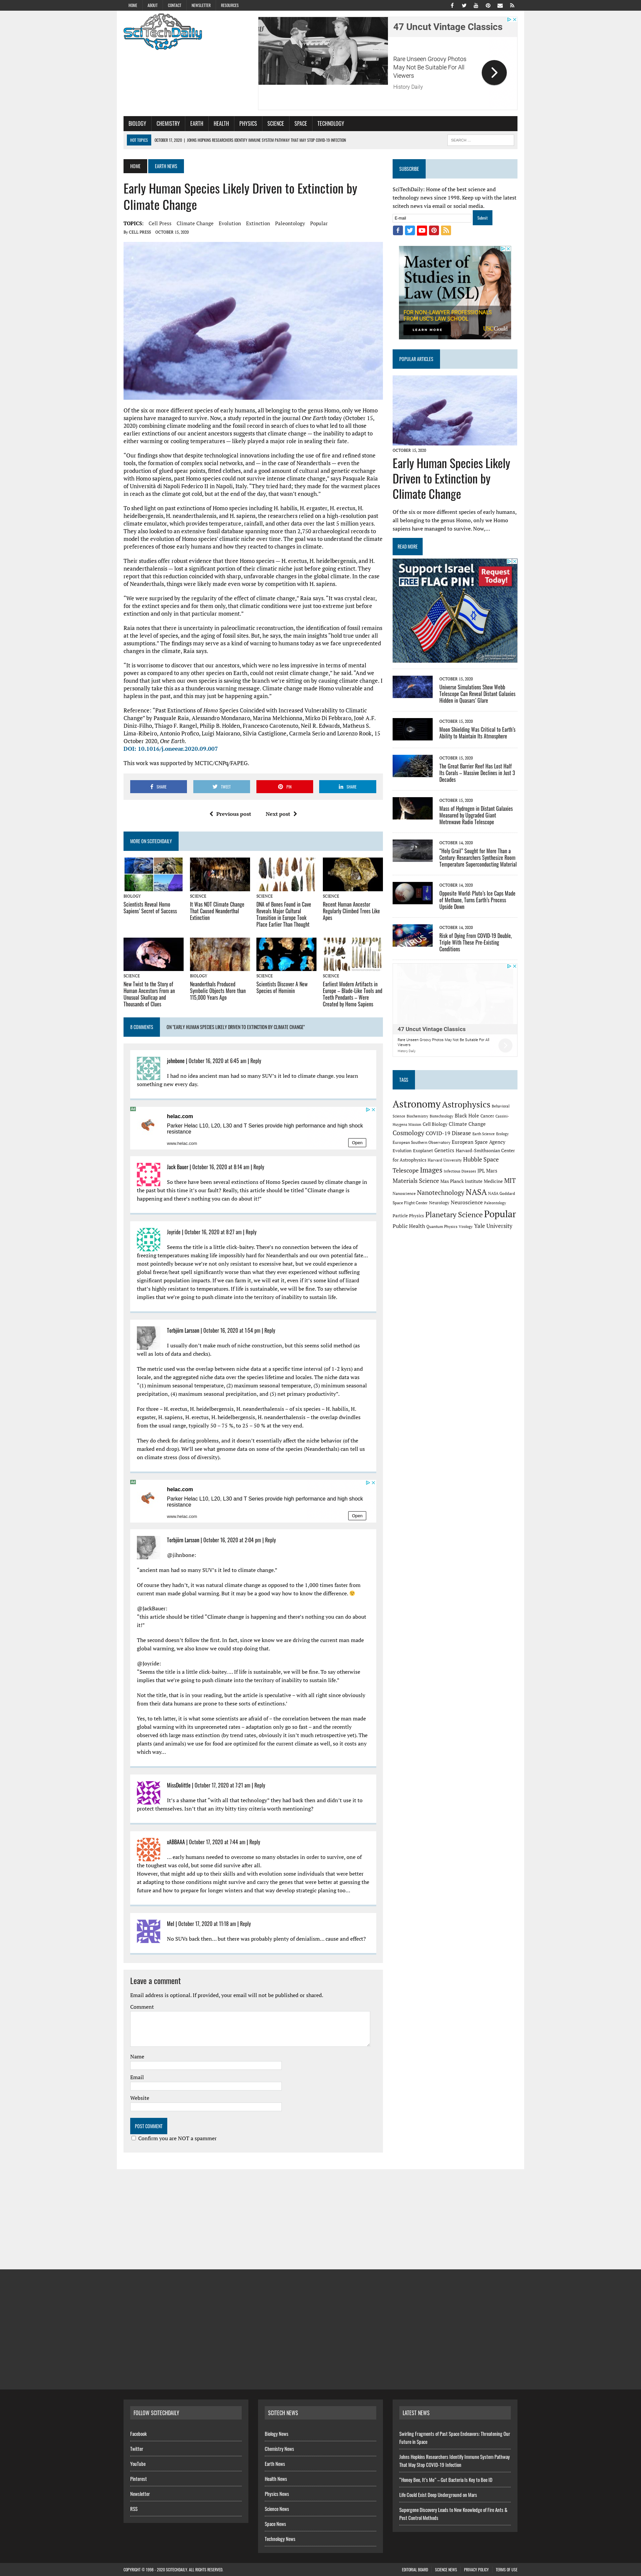 HOME ABOUT CONTACT NEWSLETTER RESOURCES
SciTechDaily
47 Uncut Vintage Classics
Rare Unseen Groovy Photos
May Not Be Suitable For All
Viewers
History Daily
BIOLOGY CHEMISTRY EARTH HEALTH PHYSICS SCIENCE SPACE TECHNOLOGY
HOT TOPICS
OCTOBER 17, 2020 | JOHNS HOPKINS RESEARCHERS IDENTIFY IMMUNE SYSTEM PATHWAY THAT MAY STOP COVID-19 INFECTION
SEARCH …
HOME EARTH NEWS
Early Human Species Likely Driven to Extinction by
Climate Change
TOPICS: Cell Press Climate Change Evolution Extinction Paleontology Popular
By CELL PRESS OCTOBER 15, 2020
Of the six or more different species of early humans, all belonging to the genus Homo, only we Homo
sapiens have managed to survive. Now, a study reported in the journal One Earth today (October 15,
2020) combining climate modeling and the fossil record in search of clues to what led to all those earlier
extinctions of our ancient ancestors suggests that climate change — the inability to adapt to either
warming or cooling temperatures — likely played a major role in sealing their fate.
"Our findings show that despite technological innovations including the use of fire and refined stone
tools, the formation of complex social networks, and — in the case of Neanderthals — even the
production of glued spear points, fitted clothes, and a good amount of cultural and genetic exchange
with Homo sapiens, past Homo species could not survive intense climate change," says Pasquale Raia
of Università di Napoli Federico II in Napoli, Italy. "They tried hard; they made for the warmest places
in reach as the climate got cold, but at the end of the day, that wasn't enough."
To shed light on past extinctions of Homo species including H. habilis, H. ergaster, H. erectus, H.
heidelbergensis, H. neanderthalensis, and H. sapiens, the researchers relied on a high-resolution past
climate emulator, which provides temperature, rainfall, and other data over the last 5 million years.
They also looked to an extensive fossil database spanning more than 2,750 archaeological records to
model the evolution of Homo species' climatic niche over time. The goal was to understand the climate
preferences of those early humans and how they reacted to changes in climate.
Their studies offer robust evidence that three Homo species — H. erectus, H. heidelbergensis, and H.
neanderthalensis — lost a significant portion of their climatic niche just before going extinct. They
report that this reduction coincided with sharp, unfavorable changes in the global climate. In the case
of Neanderthals, things were likely made even worse by competition with H. sapiens.
"We were surprised by the regularity of the effect of climate change," Raia says. "It was crystal clear,
for the extinct species and for them only, that climatic conditions were just too extreme just before
extinction and only in that particular moment."
Raia notes that there is uncertainty in paleoclimatic reconstruction, the identification of fossil remains
at the level of species, and the aging of fossil sites. But, he says, the main insights "hold true under all
assumptions." The findings may serve as a kind of warning to humans today as we face unprecedented
changes in the climate, Raia says.
"It is worrisome to discover that our ancestors, which were no less impressive in terms of mental
power as compared to any other species on Earth, could not resist climate change," he said. "And we
found that just when our own species is sawing the branch we're sitting on by causing climate change. I
personally take this as a thunderous warning message. Climate change made Homo vulnerable and
hapless in the past, and this may just be happening again."
Reference: "Past Extinctions of Homo Species Coincided with Increased Vulnerability to Climatic
Change" by Pasquale Raia, Alessandro Mondanaro, Marina Melchionna, Mirko Di Febbraro, José A.F.
Diniz-Filho, Thiago F. Rangel, Philip B. Holden, Francesco Carotenuto, Neil R. Edwards, Matheus S.
Lima-Ribeiro, Antonio Profico, Luigi Maiorano, Silvia Castiglione, Carmela Serio and Lorenzo Rook, 15
October 2020, One Earth.
DOI: 10.1016/j.oneear.2020.09.007
This work was supported by MCTIC/CNPq/FAPEG.
SHARE TWEET PIN SHARE
Previous post Next post
MORE ON SCITECHDAILY
BIOLOGY
Scientists Reveal Homo
Sapiens' Secret of Success
SCIENCE
It Was NOT Climate Change
That Caused Neanderthal
Extinction
SCIENCE
DNA of Bones Found in Cave
Reveals Major Cultural
Transition in Europe Took
Place Earlier Than Thought
SCIENCE
Recent Human Ancestor
Regularly Climbed Trees Like
Apes
SCIENCE
New Twist to the Story of
Human Ancestors From an
Unusual Skullcap and
Thousands of Clues
BIOLOGY
Neanderthals Produced
Symbolic Objects More than
115,000 Years Ago
SCIENCE
Scientists Discover A New
Species of Hominin
SCIENCE
Earliest Modern Artifacts in
Europe – Blade-Like Tools and
Teeth Pendants – Were
Created by Homo Sapiens
8 COMMENTS ON "EARLY HUMAN SPECIES LIKELY DRIVEN TO EXTINCTION BY CLIMATE CHANGE"
johnbone | October 16, 2020 at 6:45 am | Reply
I had no idea ancient man had so many SUV's it led to climate change. you learn
something new every day.
helac.com
Parker Helac L10, L20, L30 and T Series provide high performance and high shock
resistance
www.helac.com
Open
Jack Bauer | October 16, 2020 at 8:14 am | Reply
So there have been several episodes of extinctions of Homo Species caused by climate change in
the past but this time it's our fault? Really, I don't understand. I totally accept that "Climate change is
happening, but is it our doing? about it!"
Joyride | October 16, 2020 at 8:27 am | Reply
Seems the title is a little click-baity. There's zero connection between the idea of
freezing temperatures making life impossibly hard for Neanderthals and our own potential fate…
most likely problematic because we're not only resistant to excessive heat, but we could also
reverse a global cool spell significantly worse than what they ever experienced without suffering
significant population impacts. If we can farm it, we will eat it, even if it's some kind of algae
that's highly resistant to low temperatures. If life is sustainable, we will be fine. To say otherwise
implies that we're going to push climate into the territory of inability to sustain life.
Torbjörn Larsson | October 16, 2020 at 1:54 pm | Reply
I usually don't make much of niche construction, but this seems solid method (as
well as lots of data and checks).
The metric used was the overlap between niche data at a specific time interval (of 1-2 kyrs) and
locale, and the aggregated niche data over the species lifetime and locales. The niche data was
"(1) minimum seasonal temperature, (2) maximum seasonal temperature, (3) minimum seasonal
precipitation, (4) maximum seasonal precipitation, and (5) net primary productivity".
For three – H. erectus, H. heidelbergensis, H. neanderthalensis – of six species – H. habilis, H.
ergaster, H. sapiens, H. erectus, H. heidelbergensis, H. neanderthalensis – the overlap dwindles
from the usual range, typically 50 – 75 %, to 25 – 50 % at the very end.
They do check for dating problems, and it doesn't essentially affect the niche behavior (in the
marked end drop). We'll see what genome data on some of the species (Neanderthals) can tell us
on climate stress (loss of diversity).
helac.com
Parker Helac L10, L20, L30 and T Series provide high performance and high shock
resistance
www.helac.com
Open
Torbjörn Larsson | October 16, 2020 at 2:04 pm | Reply
@jihnbone:
"ancient man had so many SUV's it led to climate change."
Of course they hadn't, it was natural climate change as opposed to the 1,000 times faster from
current man made global warming. But it may be a good way how to know the difference. 🙂
@JackBauer:
"this article should be titled "Climate change is happening and there's nothing you can do about
it!"
The second doesn't follow the first. In fact, since we know we are driving the current man made
global warming, we also know we could stop doing that.
@Joyride:
"Seems the title is a little click-baity…. If life is sustainable, we will be fine. To say otherwise
implies that we're going to push climate into the territory of inability to sustain life."
Not the title, that is in your reading, but the article is speculative – with all right since obviously
from their data humans are prone to these sorts of extinctions.'
Yes, to teh latter, it is what some scientists are afraid of – the correlation between the man made
warming with its quite unprecedented rate – adaptation only go so fast – and the already
observed 6th large mass extinction (by trend rates, obviously it isn't much retrospective yet). The
plants and animals and fungi etc are not prepared for the current climate as well, so it costs any
which way…
MissDolittle | October 17, 2020 at 7:21 am | Reply
It's a shame that "with all that technology" they had back then and didn't use it to
protect themselves. Isn't that an itty bitty tiny criteria worth mentioning?
oABBAAA | October 17, 2020 at 7:44 am | Reply
… early humans needed to overcome so many obstacles in order to survive, one of
the toughest was cold, but some did survive after all.
However, that might add up to their skills and with evolution some individuals that were better
at adapting to those conditions might survive and carry the genes that were better at guessing the
future and how to prepare for longer winters and that way develop strategic planning too…
Mel | October 17, 2020 at 11:18 am | Reply
No SUVs back then… but there was probably plenty of denialism… cause and effect?
Leave a comment
Email address is optional. If provided, your email will not be published or shared.
Comment
Name
Email
Website
POST COMMENT
Confirm you are NOT a spammer
SUBSCRIBE
SciTechDaily: Home of the best science and
technology news since 1998. Keep up with the latest
scitech news via email or social media.
E-mail Submit
Master of
Studies in
Law
FOR NON-LAWYERS
FROM USC'S LAW SCHOOL
LEARN MORE USCGould
POPULAR ARTICLES
OCTOBER 15, 2020
Early Human Species Likely
Driven to Extinction by
Climate Change
Of the six or more different species of early humans,
all belonging to the genus Homo, only we Homo
sapiens have managed to survive. Now,…
READ MORE
Support Israel
FREE
FLAG PIN!
Request
Today!
OCTOBER 15, 2020
Universe Simulations Show Webb
Telescope Can Reveal Distant Galaxies
Hidden in Quasars' Glare
OCTOBER 15, 2020
Moon Shielding Was Critical to Earth's
Ability to Maintain Its Atmosphere
OCTOBER 15, 2020
The Great Barrier Reef Has Lost Half
Its Corals – Massive Declines in Just 3
Decades
OCTOBER 15, 2020
Mass of Hydrogen in Distant Galaxies
Measured by Upgraded Giant
Metrewave Radio Telescope
OCTOBER 14, 2020
"Holy Grail" Sought for More Than a
Century: Researchers Synthesize Room
Temperature Superconducting Material
OCTOBER 14, 2020
Opposite World: Pluto's Ice Caps Made
of Methane, Turns Earth's Process
Upside Down
OCTOBER 14, 2020
Risk of Dying From COVID-19 Double,
Triple With These Pre-Existing
Conditions
47 Uncut Vintage Classics
Rare Unseen Groovy Photos May Not Be Suitable For All
Viewers
History Daily
TAGS
Astronomy Astrophysics Behavioral
Science Biochemistry Biotechnology Black Hole Cancer Cassini-
Huygens Mission Cell Biology Climate Change
Cosmology COVID-19 Disease Earth Science Ecology
European Southern Observatory European Space Agency
Evolution Exoplanet Genetics Harvard-Smithsonian Center
for Astrophysics Harvard University Hubble Space
Telescope Images Infectious Diseases JPL Mars
Materials Science Max Planck Institute Medicine MIT
Nanoscience Nanotechnology NASA NASA Goddard
Space Flight Center Neurology Neuroscience Paleontology
Particle Physics Planetary Science Popular
Public Health Quantum Physics Virology Yale University
FOLLOW SCITECHDAILY
Facebook
Twitter
YouTube
Pinterest
Newsletter
RSS
SCITECH NEWS
Biology News
Chemistry News
Earth News
Health News
Physics News
Science News
Space News
Technology News
LATEST NEWS
Swirling Fragments of Past Space Endeavors: Threatening Our
Future in Space
Johns Hopkins Researchers Identify Immune System Pathway
That May Stop COVID-19 Infection
"Honey Bee, It's Me" – Gut Bacteria Is Key to Bee ID
Life Could Exist Deep Underground on Mars
Supergene Discovery Leads to New Knowledge of Fire Ants &
Pest Control Methods
COPYRIGHT © 1998 - 2020 SCITECHDAILY. ALL RIGHTS RESERVED.
EDITORIAL BOARD SCIENCE NEWS PRIVACY POLICY TERMS OF USE